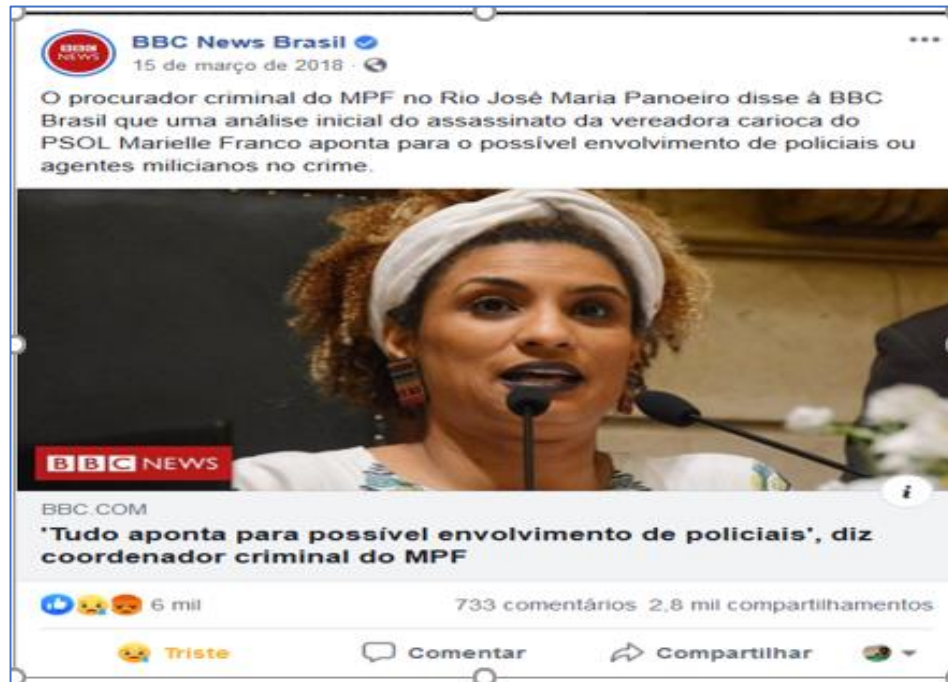 BBC NEWS
BBC News Brasil
15 de março de 2018
O procurador criminal do MPF no Rio José Maria Panoeiro disse à BBC
Brasil que uma análise inicial do assassinato da vereadora carioca do
PSOL Marielle Franco aponta para o possível envolvimento de policiais ou
agentes milicianos no crime.
BBC NEWS
i
BBC.COM
'Tudo aponta para possível envolvimento de policiais', diz
coordenador criminal do MPF
6 mil 733 comentários 2,8 mil compartilhamentos
Triste Comentar Compartilhar